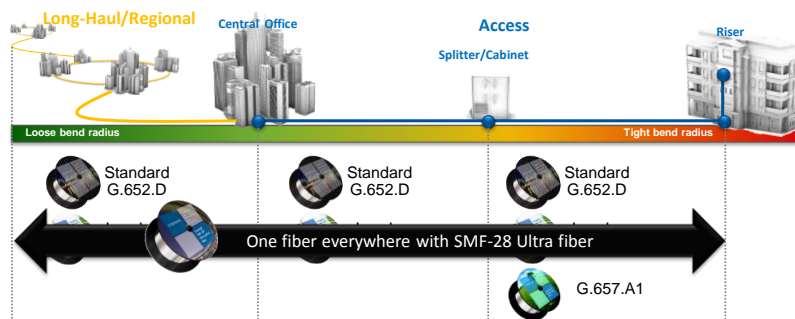 Long-Haul/Regional
Central Office
Access
Riser
Splitter/Cabinet
Loose bend radius
Tight bend radius
Standard
G.652.D
Standard
G.652.D
Standard
G.652.D
One fiber everywhere with SMF-28 Ultra fiber
G.657.A1